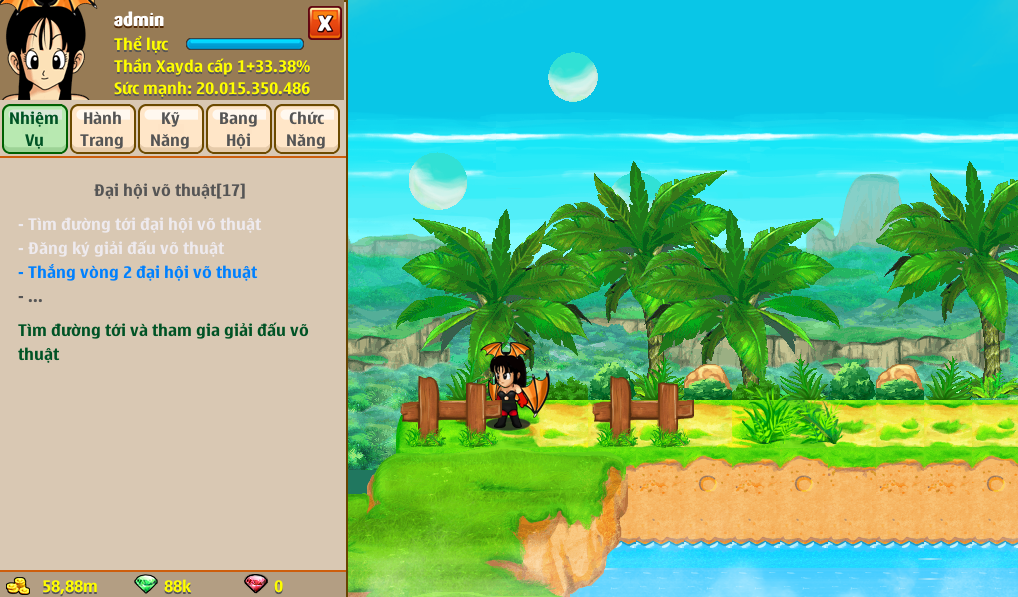 admin
X
Thể lực
Thần Xayda cấp 1+33.38%
Sức mạnh: 20.015.350.486
Nhiệm Vụ
Hành Trang
Kỹ Năng
Bang Hội
Chức Năng
Đại hội võ thuật[17]
- Tìm đường tới đại hội võ thuật
- Đăng ký giải đấu võ thuật
- Thắng vòng 2 đại hội võ thuật
- ...
Tìm đường tới và tham gia giải đấu võ
thuật
58,88m
88k
0